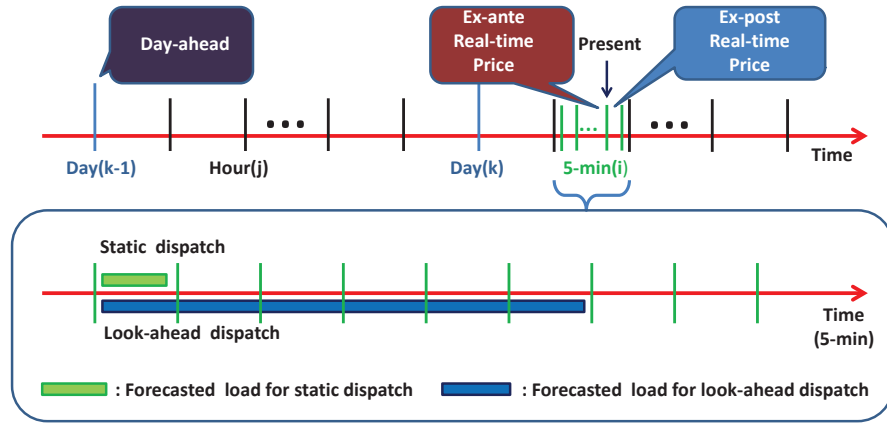 Day-ahead
Ex-ante
Real-time
Price
Present
Ex-post
Real-time
Price
...
...
...
Time
Day(k-1)
Hour(j)
Day(k)
5-min(i)
Static dispatch
Look-ahead dispatch
Time
(5-min)
: Forecasted load for static dispatch
: Forecasted load for look-ahead dispatch